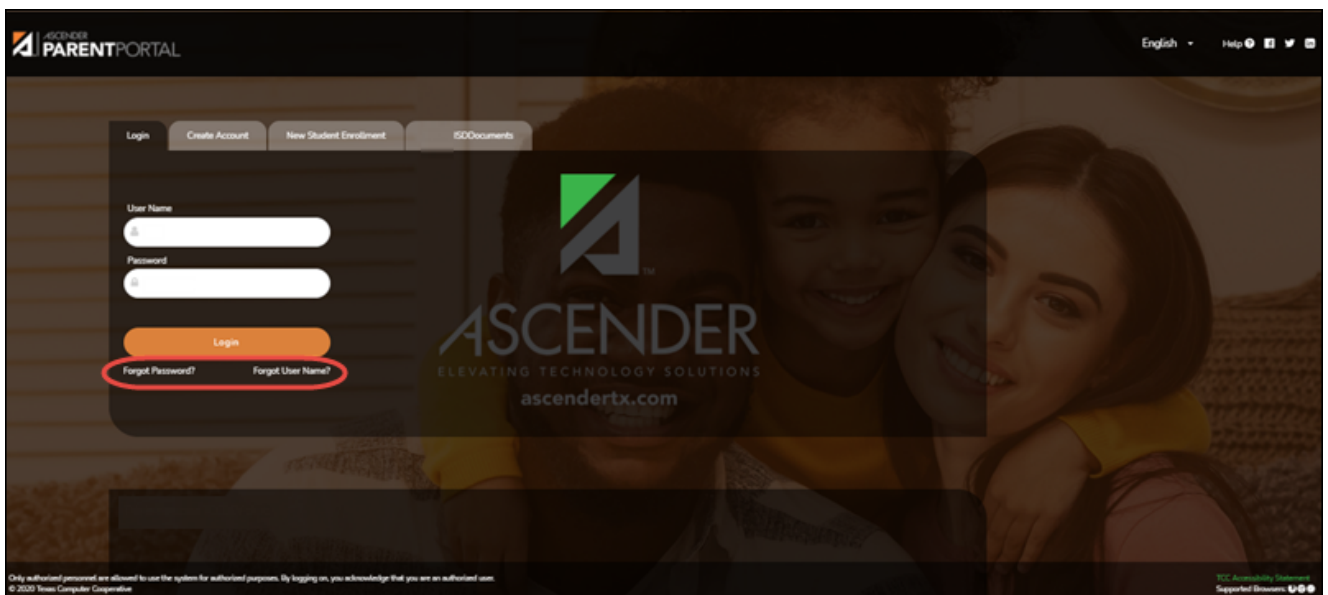 ASCENDER
PARENTPORTAL
English
Help
Login
Create Account
New Student Enrollment
ISDDocuments
User Name
Password
Login
Forgot Password?
Forgot User Name?
ASCENDER
TM
ELEVATING TECHNOLOGY SOLUTIONS
ascendertx.com
Only authorized personnel are allowed to use the system for authorized purposes. By logging on, you acknowledge that you are an authorized user.
© 2020 Texas Computer Cooperative
TCC Accessibility Statement
Supported Browsers: